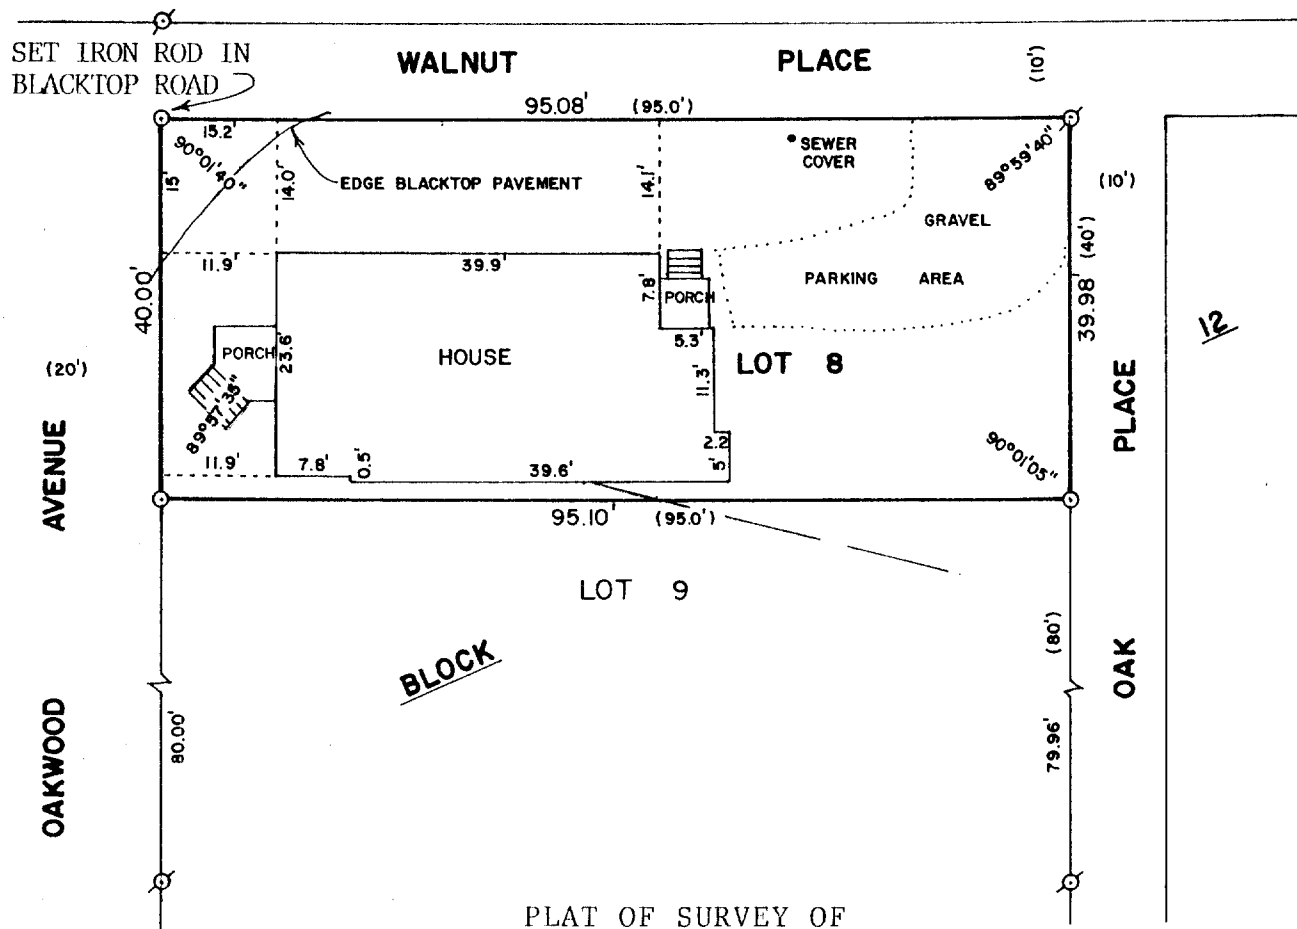 SET IRON ROD IN
BLACKTOP ROAD
WALNUT PLACE
(10')
95.08' (95.0')
15.2'
90°01'40"
15'
14.0'
EDGE BLACKTOP PAVEMENT
14.1'
SEWER
COVER
89°59'40"
(10')
GRAVEL
PARKING AREA
11.9'
39.9'
7.8'
PORCH
5.3'
40.00'
39.98' (40')
12
(20')
PORCH
23.6'
HOUSE
11.3'
LOT 8
89°57'35"
2.2
5'
90°01'05"
11.9'
7.8'
0.5'
39.6'
95.10' (95.0')
OAKWOOD AVENUE
OAK PLACE
LOT 9
BLOCK
(80')
80.00'
79.96'
PLAT OF SURVEY OF